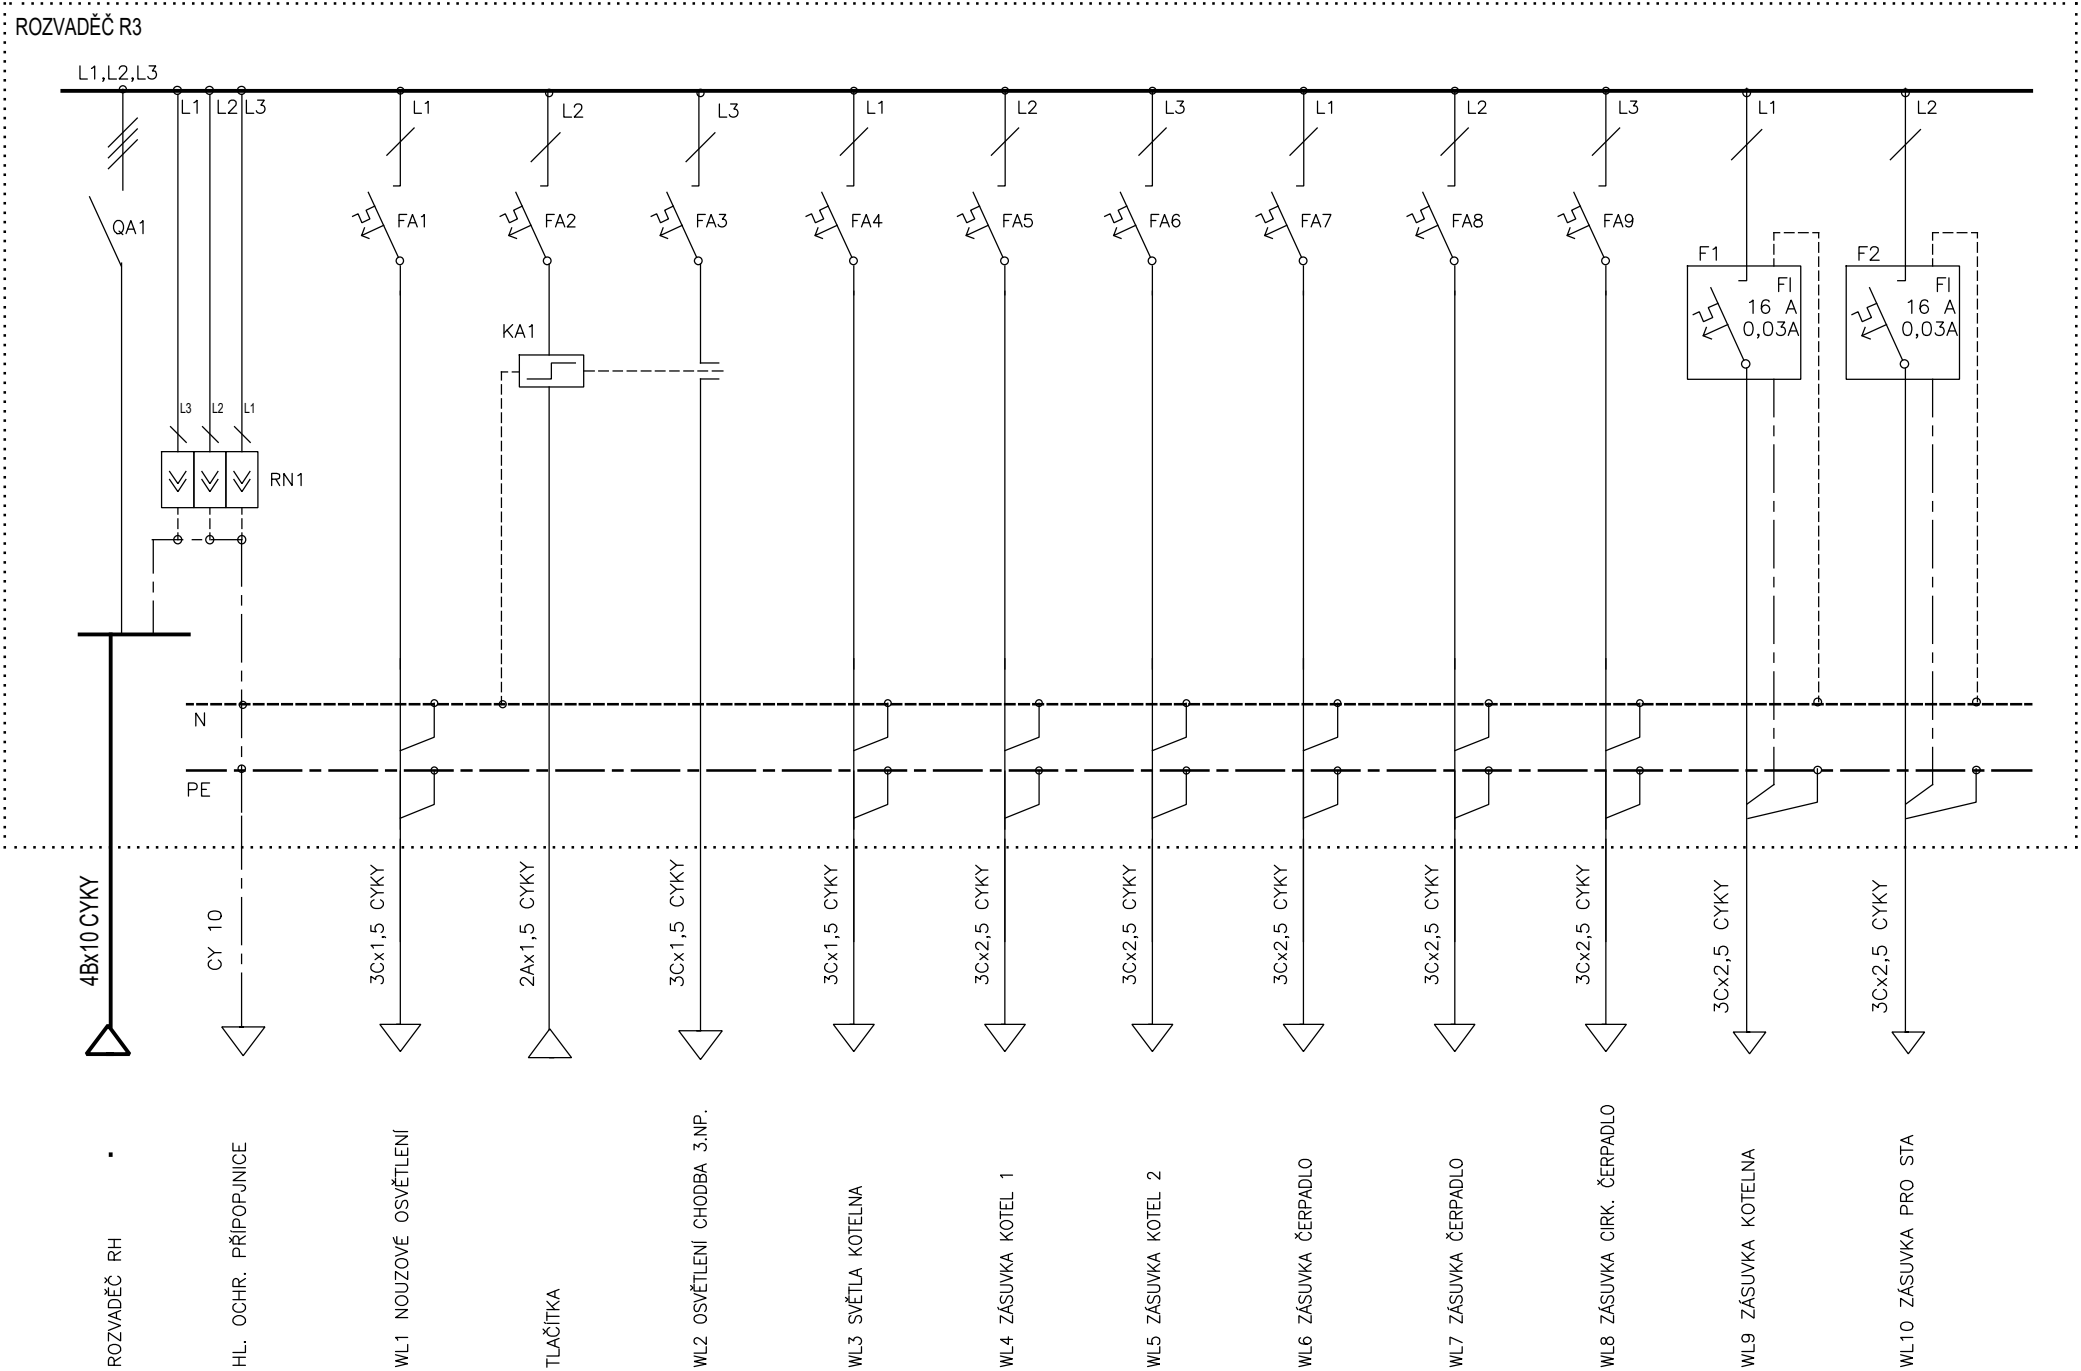 ROZVADĚČ R3
L1,L2,L3
L1
L2
L3
L1
L2
L3
L1
L2
L3
L1
L2
L3
L1
L2
QA1
FA1
FA2
FA3
FA4
FA5
FA6
FA7
FA8
FA9
F1
FI
16 A
0,03A
F2
FI
16 A
0,03A
KA1
L3
L2
L1
RN1
N
PE
4Bx10 CYKY
CY 10
3Cx1,5 CYKY
2Ax1,5 CYKY
3Cx1,5 CYKY
3Cx1,5 CYKY
3Cx2,5 CYKY
3Cx2,5 CYKY
3Cx2,5 CYKY
3Cx2,5 CYKY
3Cx2,5 CYKY
3Cx2,5 CYKY
3Cx2,5 CYKY
ROZVADĚČ RH .
HL. OCHR. PŘÍPOPJNICE
WL1 NOUZOVÉ OSVĚTLENÍ
TLAČÍTKA
WL2 OSVĚTLENÍ CHODBA 3.NP.
WL3 SVĚTLA KOTELNA
WL4 ZÁSUVKA KOTEL 1
WL5 ZÁSUVKA KOTEL 2
WL6 ZÁSUVKA ČERPADLO
WL7 ZÁSUVKA ČERPADLO
WL8 ZÁSUVKA CIRK. ČERPADLO
WL9 ZÁSUVKA KOTELNA
WL10 ZÁSUVKA PRO STA